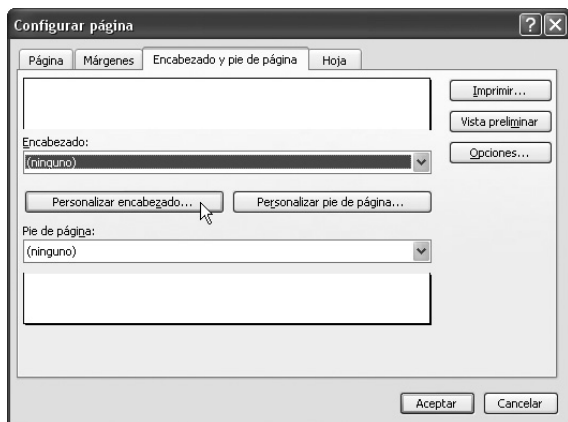 Configurar página
Página Márgenes Encabezado y pie de página Hoja
Imprimir...
Vista preliminar
Encabezado:
Opciones...
(ninguno)
Personalizar encabezado... Personalizar pie de página...
Pie de página:
(ninguno)
Aceptar Cancelar